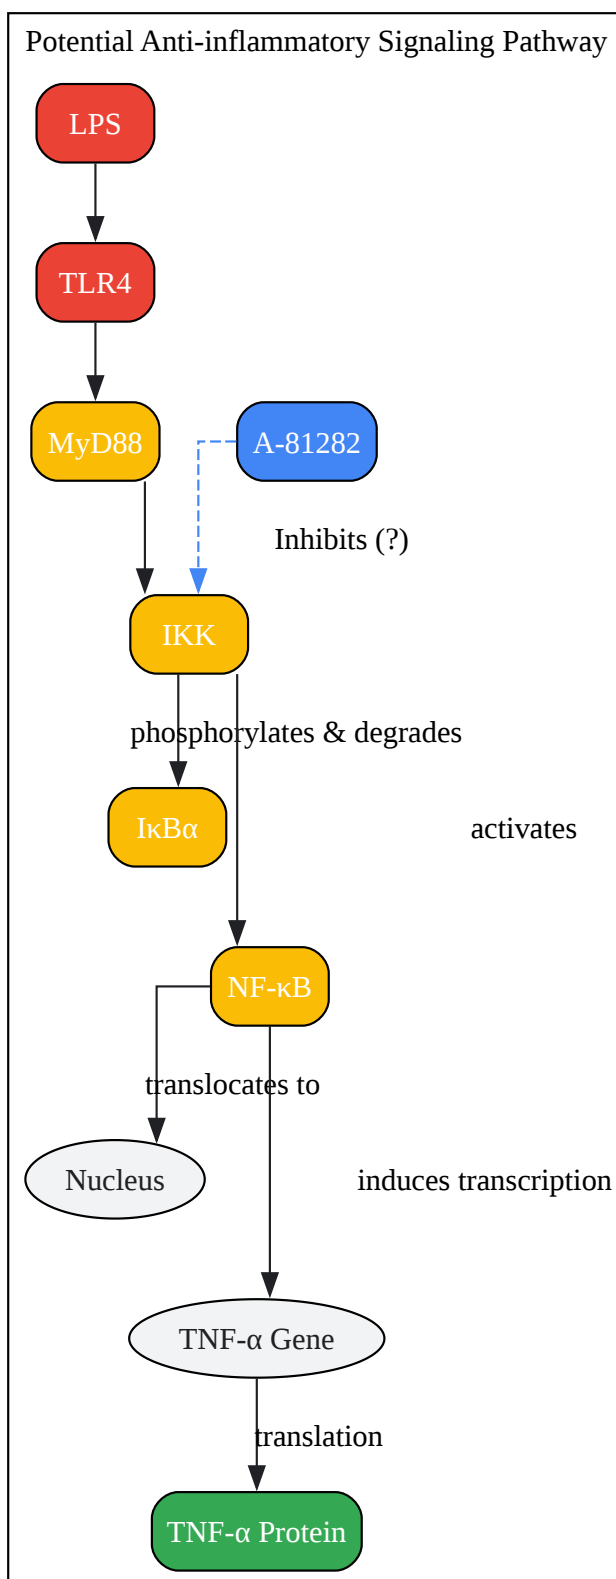 Potential Anti-inflammatory Signaling Pathway
LPS
TLR4
MyD88
A-81282
Inhibits (?)
IKK
phosphorylates & degrades
IκBα
activates
NF-κB
translocates to
Nucleus
induces transcription
TNF-α Gene
translation
TNF-α Protein